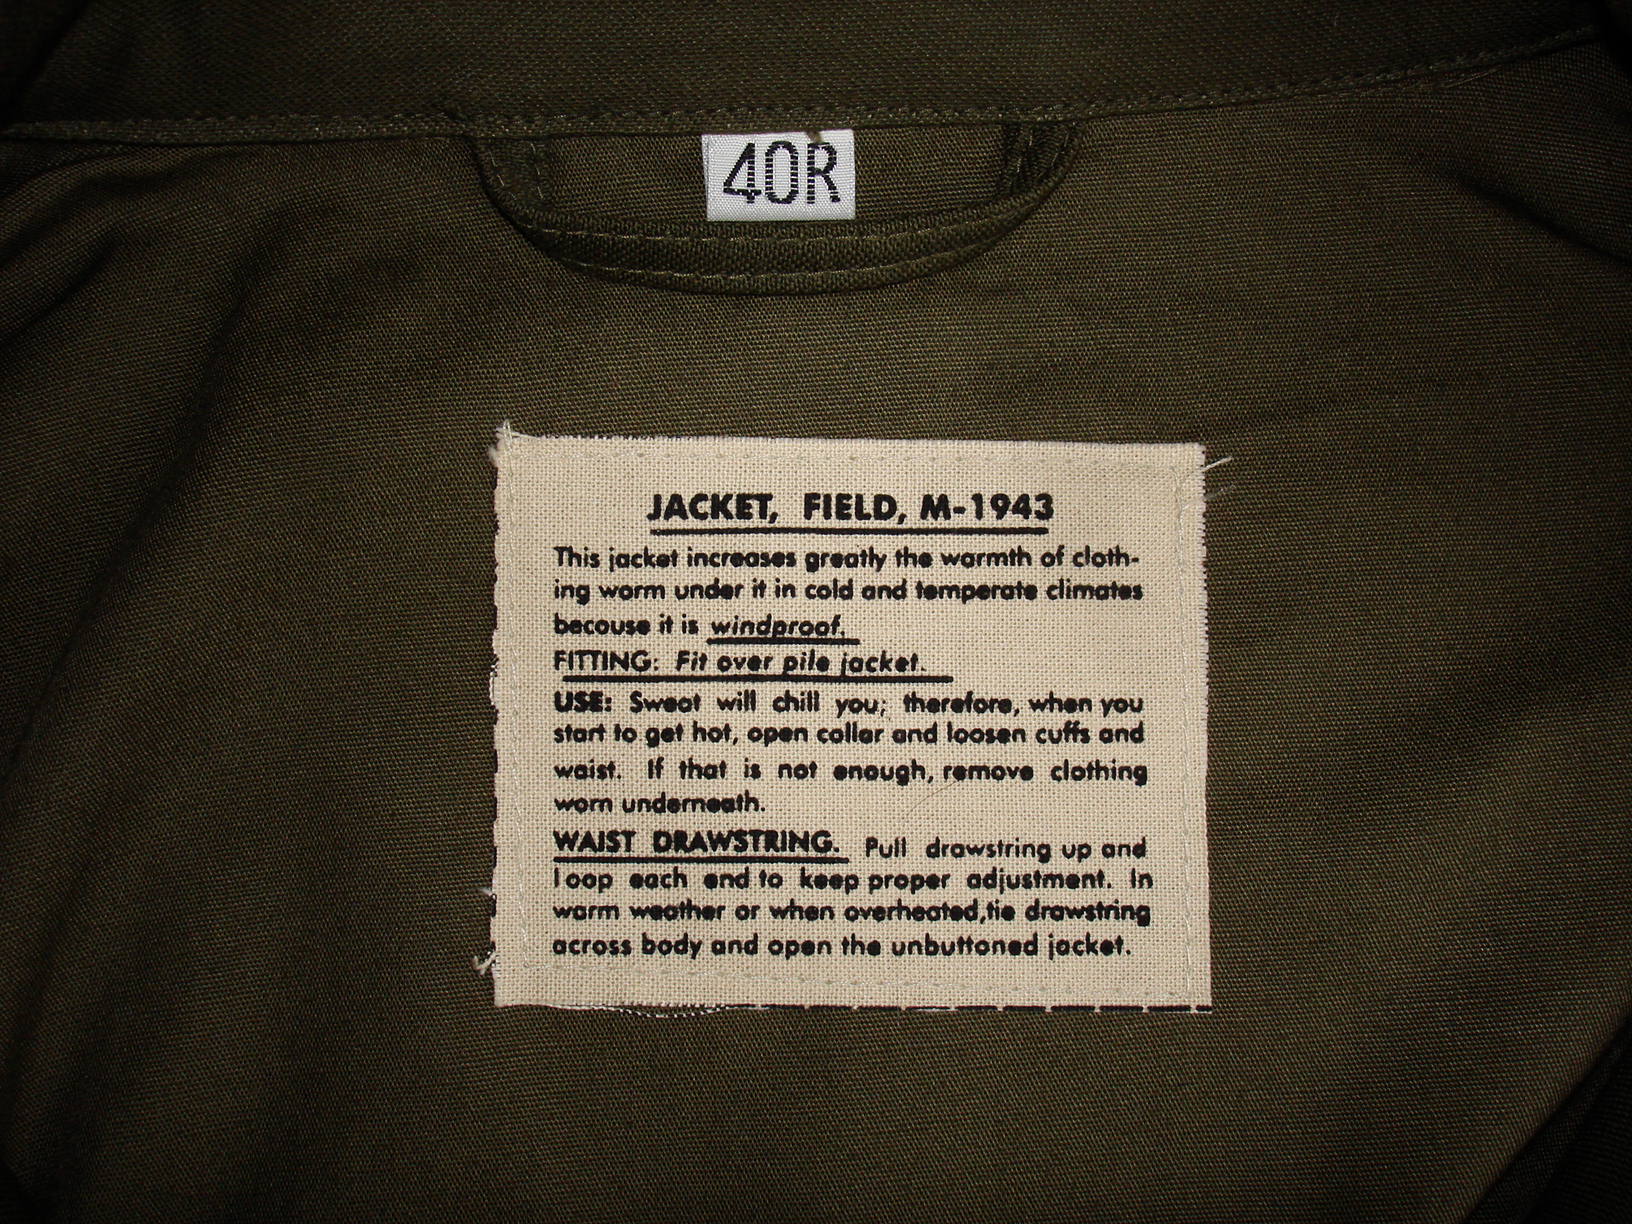 40R
JACKET, FIELD, M-1943
This jacket increases greatly the warmth of cloth-
ing worm under it in cold and temperate climates
becouse it is windproof.
FITTING: Fit over pile jacket.
USE: Sweat will chill you; therefore, when you
start to get hot, open collar and loosen cuffs and
waist. If that is not enough, remove clothing
worn underneath.
WAIST DRAWSTRING. Pull drawstring up and
loop each end to keep proper adjustment. In
warm weather or when overheated,tie drawstring
across body and open the unbuttoned jacket.